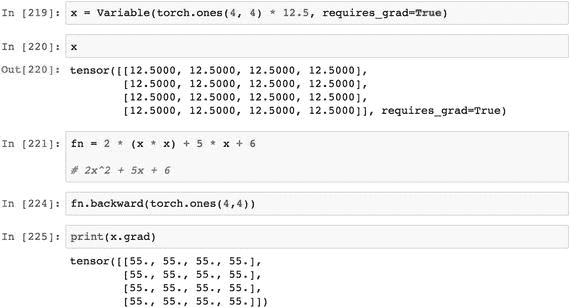 In [219]: x = Variable(torch.ones(4, 4) * 12.5, requires_grad=True)
In [220]: x
Out[220]: tensor([[12.5000, 12.5000, 12.5000, 12.5000],
[12.5000, 12.5000, 12.5000, 12.5000],
[12.5000, 12.5000, 12.5000, 12.5000],
[12.5000, 12.5000, 12.5000, 12.5000]], requires_grad=True)
In [221]: fn = 2 * (x * x) + 5 * x + 6
# 2x^2 + 5x + 6
In [224]: fn.backward(torch.ones(4,4))
In [225]: print(x.grad)
tensor([[55., 55., 55., 55.],
[55., 55., 55., 55.],
[55., 55., 55., 55.],
[55., 55., 55., 55.]])